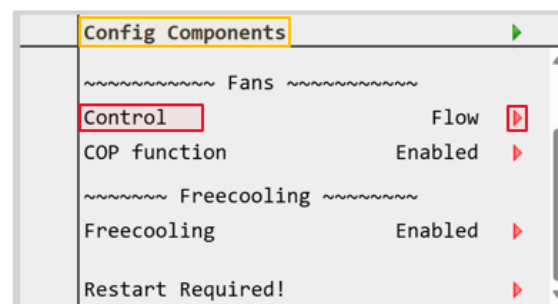 Config Components
~~~~~~~~~~~ Fans ~~~~~~~~~~~
Control Flow
COP function Enabled
~~~~~~~ Freecooling ~~~~~~~~
Freecooling Enabled
Restart Required!